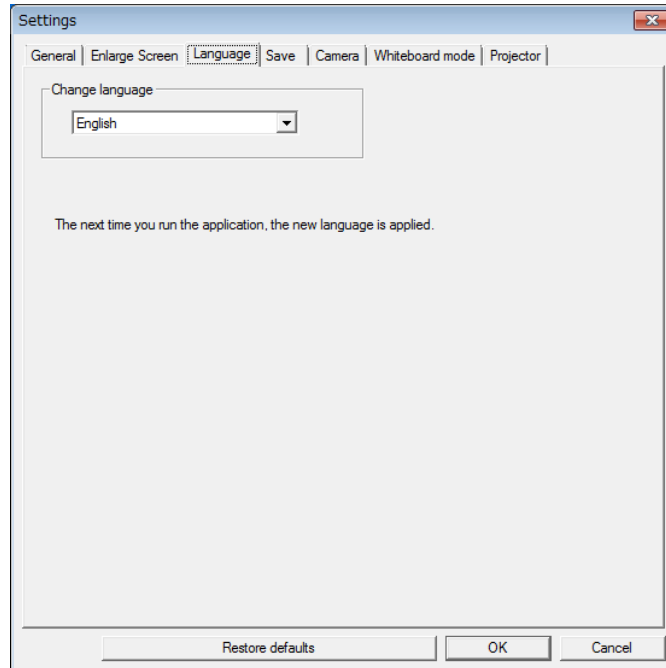 Settings
General Enlarge Screen Language Save Camera Whiteboard mode Projector
Change language
English
The next time you run the application, the new language is applied.
Restore defaults OK Cancel